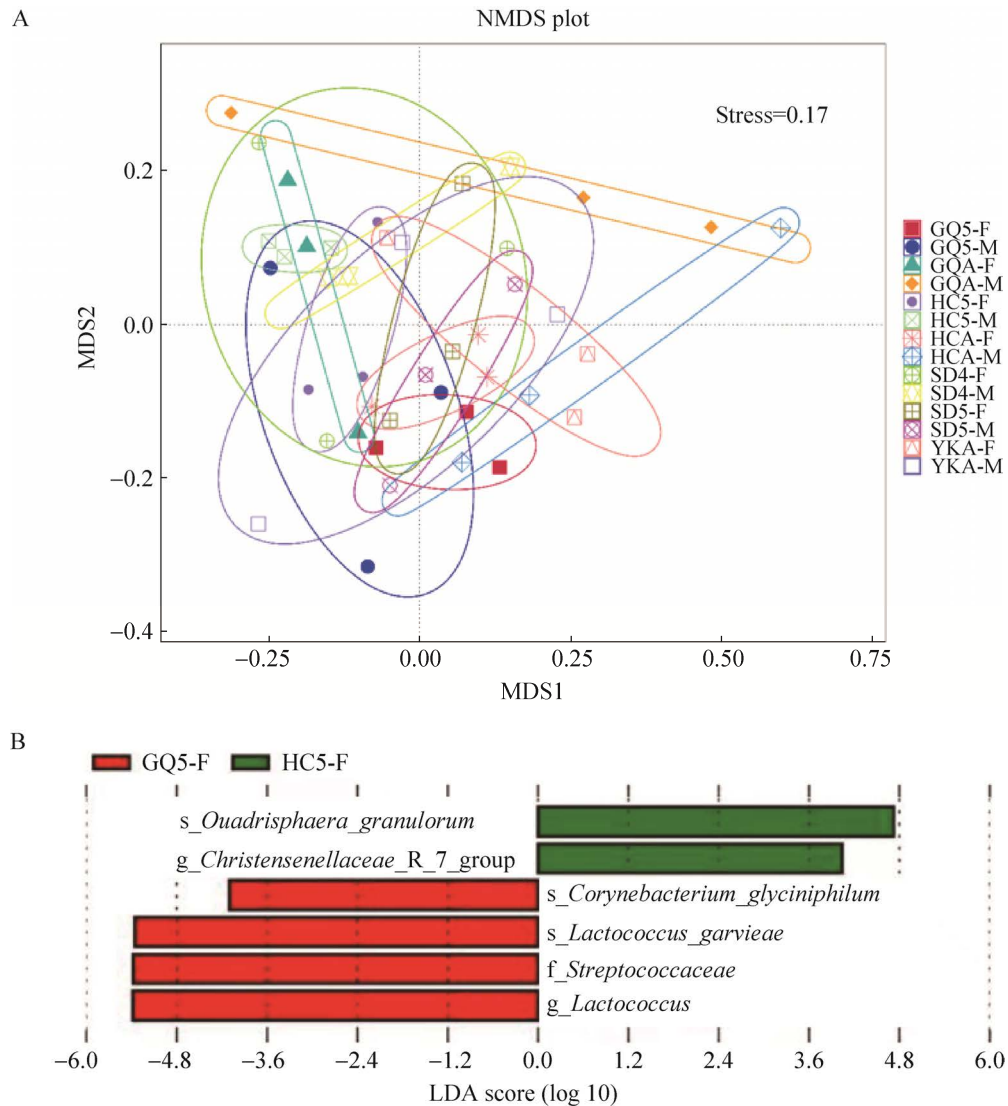 A
NMDS plot
Stress=0.17
0.2
0.0
−0.2
−0.4
MDS2
−0.25
0.00
0.25
0.50
0.75
MDS1
GQ5-F
GQ5-M
GQA-F
GQA-M
HC5-F
HC5-M
HCA-F
HCA-M
SD4-F
SD4-M
SD5-F
SD5-M
YKA-F
YKA-M
B
GQ5-F HC5-F
s_Ouadrisphaera_granulorum
g_Christensenellaceae_R_7_group
s_Corynebacterium_glyciniphilum
s_Lactococcus_garvieae
f_Streptococcaceae
g_Lactococcus
−6.0 −4.8 −3.6 −2.4 −1.2 0.0 1.2 2.4 3.6 4.8 6.0
LDA score (log 10)